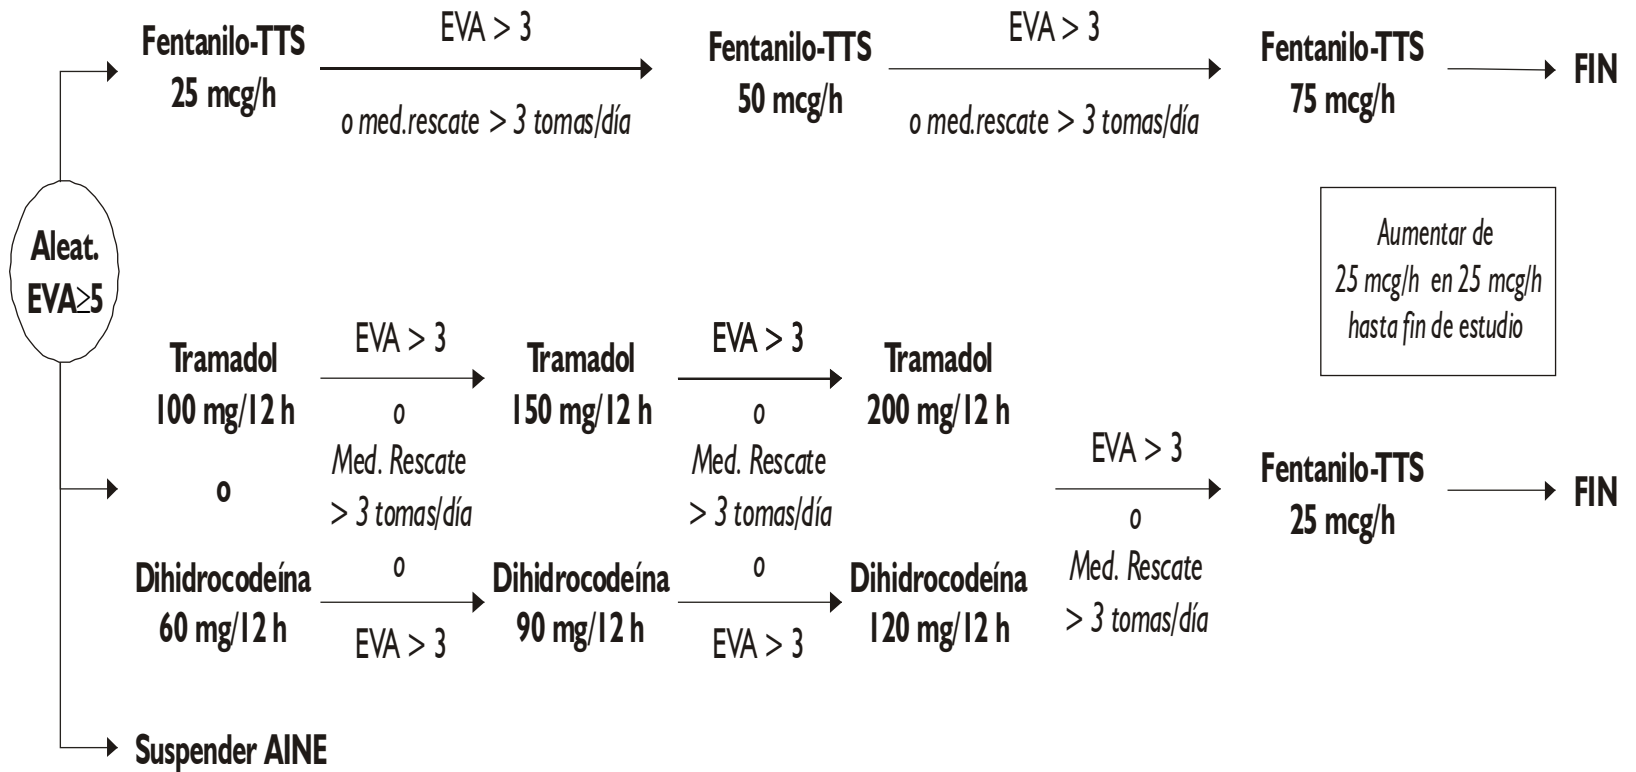 Fentanilo-TTS
25 mcg/h
EVA > 3
o med.rescate > 3 tomas/día
Fentanilo-TTS
50 mcg/h
EVA > 3
o med.rescate > 3 tomas/día
Fentanilo-TTS
75 mcg/h
FIN
Aleat.
EVA≥5
Aumentar de
25 mcg/h en 25 mcg/h
hasta fin de estudio
Tramadol
100 mg/12 h
o
Dihidrocodeína
60 mg/12 h
EVA > 3
o
Med. Rescate
> 3 tomas/día
o
EVA > 3
Tramadol
150 mg/12 h
Dihidrocodeína
90 mg/12 h
EVA > 3
o
Med. Rescate
> 3 tomas/día
o
EVA > 3
Tramadol
200 mg/12 h
Dihidrocodeína
120 mg/12 h
EVA > 3
o
Med. Rescate
> 3 tomas/día
Fentanilo-TTS
25 mcg/h
FIN
Suspender AINE